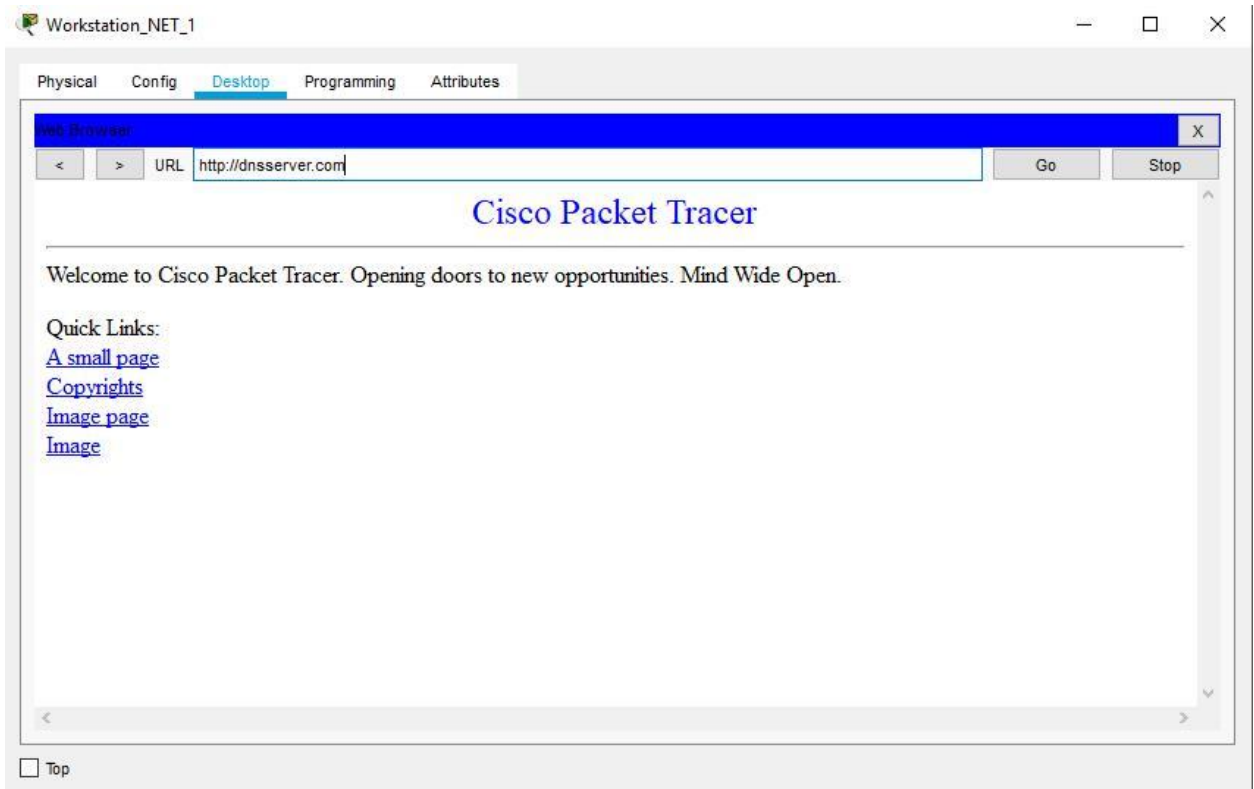 Workstation_NET_1
Physical Config Desktop Programming Attributes
Web Browser X
< > URL http://dnsserver.com Go Stop
Cisco Packet Tracer
Welcome to Cisco Packet Tracer. Opening doors to new opportunities. Mind Wide Open.
Quick Links:
A small page
Copyrights
Image page
Image
Top